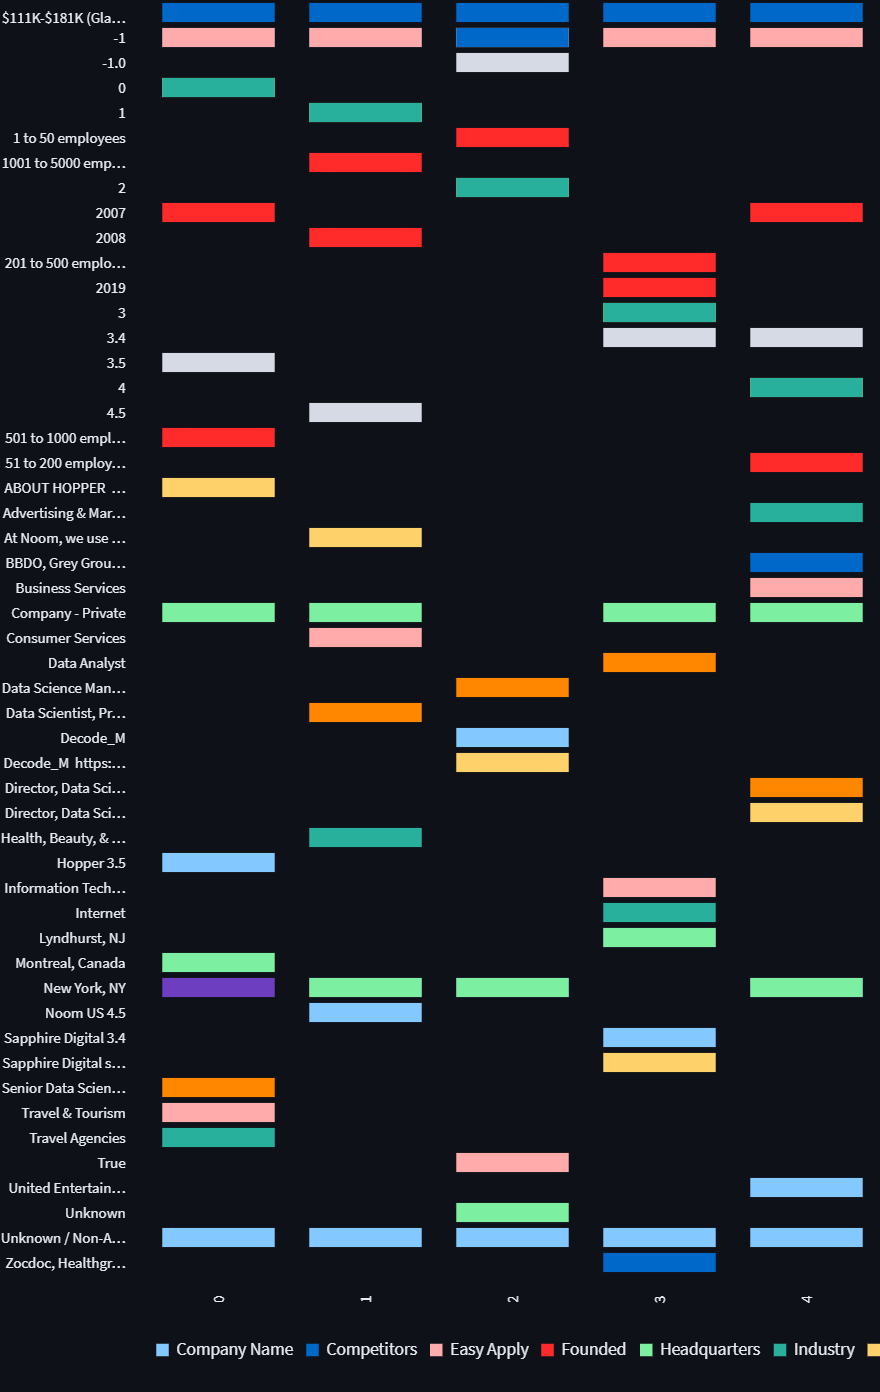 $111K-$181K (Gla…
-1
-1.0
0
1
1 to 50 employees
1001 to 5000 emp…
2
2007
2008
201 to 500 emplo…
2019
3
3.4
3.5
4
4.5
501 to 1000 empl…
51 to 200 employ…
ABOUT HOPPER …
Advertising & Mar…
At Noom, we use …
BBDO, Grey Grou…
Business Services
Company - Private
Consumer Services
Data Analyst
Data Science Man…
Data Scientist, Pr…
Decode_M
Decode_M https:…
Director, Data Sci…
Director, Data Sci…
Health, Beauty, & …
Hopper 3.5
Information Tech…
Internet
Lyndhurst, NJ
Montreal, Canada
New York, NY
Noom US 4.5
Sapphire Digital 3.4
Sapphire Digital s…
Senior Data Scien…
Travel & Tourism
Travel Agencies
True
United Entertain…
Unknown
Unknown / Non-A…
Zocdoc, Healthgr…
0 1 2 3 4
Company Name Competitors Easy Apply Founded Headquarters Industry